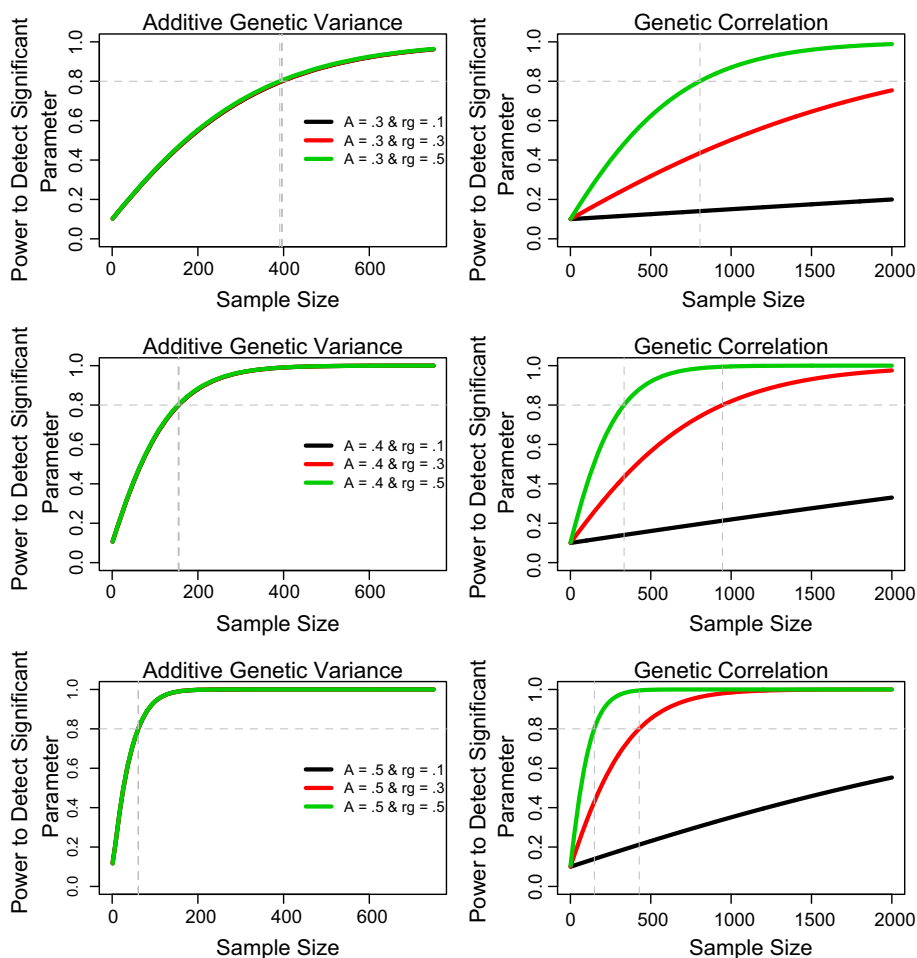 Additive Genetic Variance
Power to Detect Significant
Parameter
0.0 0.2 0.4 0.6 0.8 1.0
A = .3 & rg = .1
A = .3 & rg = .3
A = .3 & rg = .5
0 200 400 600
Sample Size
Genetic Correlation
Power to Detect Significant
Parameter
0.0 0.2 0.4 0.6 0.8 1.0
0 500 1000 1500 2000
Sample Size
Additive Genetic Variance
Power to Detect Significant
Parameter
0.0 0.2 0.4 0.6 0.8 1.0
A = .4 & rg = .1
A = .4 & rg = .3
A = .4 & rg = .5
0 200 400 600
Sample Size
Genetic Correlation
Power to Detect Significant
Parameter
0.0 0.2 0.4 0.6 0.8 1.0
0 500 1000 1500 2000
Sample Size
Additive Genetic Variance
Power to Detect Significant
Parameter
0.0 0.2 0.4 0.6 0.8 1.0
A = .5 & rg = .1
A = .5 & rg = .3
A = .5 & rg = .5
0 200 400 600
Sample Size
Genetic Correlation
Power to Detect Significant
Parameter
0.0 0.2 0.4 0.6 0.8 1.0
0 500 1000 1500 2000
Sample Size